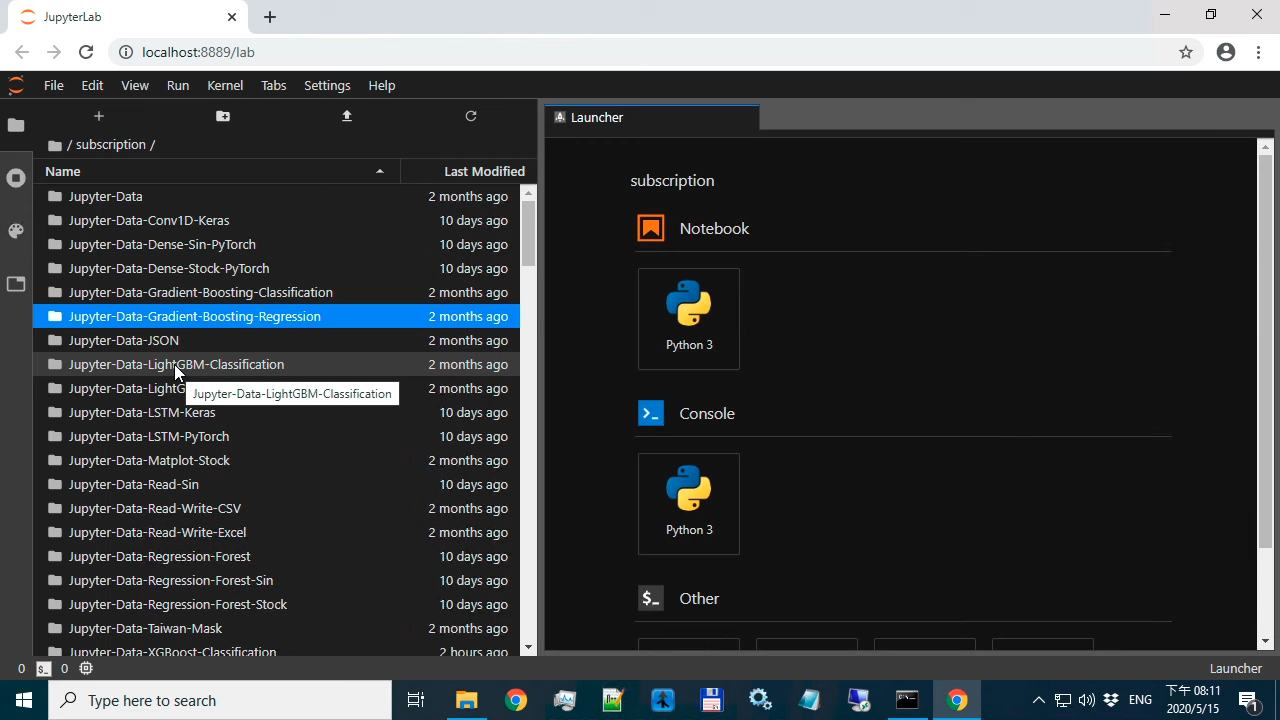 JupyterLab
localhost:8889/lab
File Edit View Run Kernel Tabs Settings Help
/ subscription /
Name Last Modified
Jupyter-Data 2 months ago
Jupyter-Data-Conv1D-Keras 10 days ago
Jupyter-Data-Dense-Sin-PyTorch 10 days ago
Jupyter-Data-Dense-Stock-PyTorch 10 days ago
Jupyter-Data-Gradient-Boosting-Classification 2 months ago
Jupyter-Data-Gradient-Boosting-Regression 2 months ago
Jupyter-Data-JSON 2 months ago
Jupyter-Data-LightGBM-Classification 2 months ago
Jupyter-Data-LightG 2 months ago
Jupyter-Data-LightGBM-Classification
Jupyter-Data-LSTM-Keras 10 days ago
Jupyter-Data-LSTM-PyTorch 10 days ago
Jupyter-Data-Matplot-Stock 2 months ago
Jupyter-Data-Read-Sin 10 days ago
Jupyter-Data-Read-Write-CSV 2 months ago
Jupyter-Data-Read-Write-Excel 2 months ago
Jupyter-Data-Regression-Forest 10 days ago
Jupyter-Data-Regression-Forest-Sin 10 days ago
Jupyter-Data-Regression-Forest-Stock 10 days ago
Jupyter-Data-Taiwan-Mask 2 months ago
Jupyter-Data-XGBoost-Classification 2 hours ago
Launcher
subscription
Notebook
Python 3
>_ Console
Python 3
$_ Other
0 $_ 0
Launcher
Type here to search
ENG
下午 08:11
2020/5/15
1